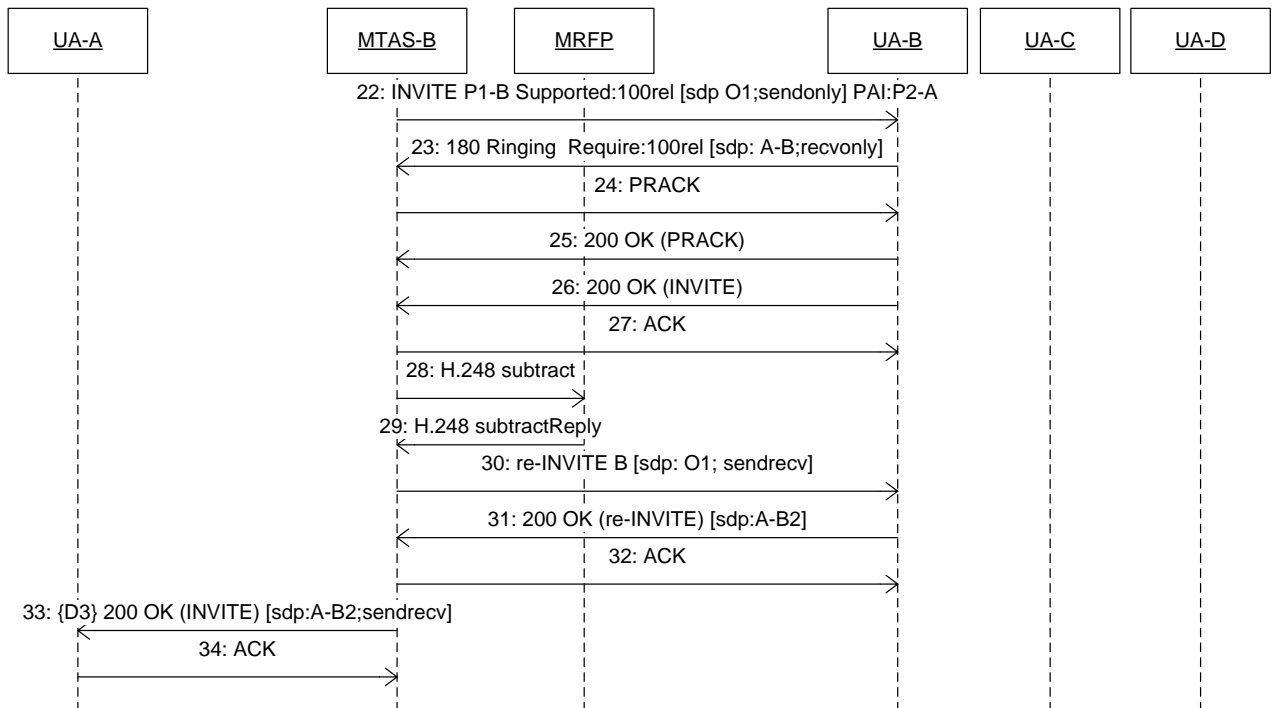 UA-A
MTAS-B
MRFP
UA-B
UA-C
UA-D
22: INVITE P1-B Supported:100rel [sdp O1;sendonly] PAI:P2-A
23: 180 Ringing Require:100rel [sdp: A-B;recvonly]
24: PRACK
25: 200 OK (PRACK)
26: 200 OK (INVITE)
27: ACK
28: H.248 subtract
29: H.248 subtractReply
30: re-INVITE B [sdp: O1; sendrecv]
31: 200 OK (re-INVITE) [sdp:A-B2]
32: ACK
33: {D3} 200 OK (INVITE) [sdp:A-B2;sendrecv]
34: ACK